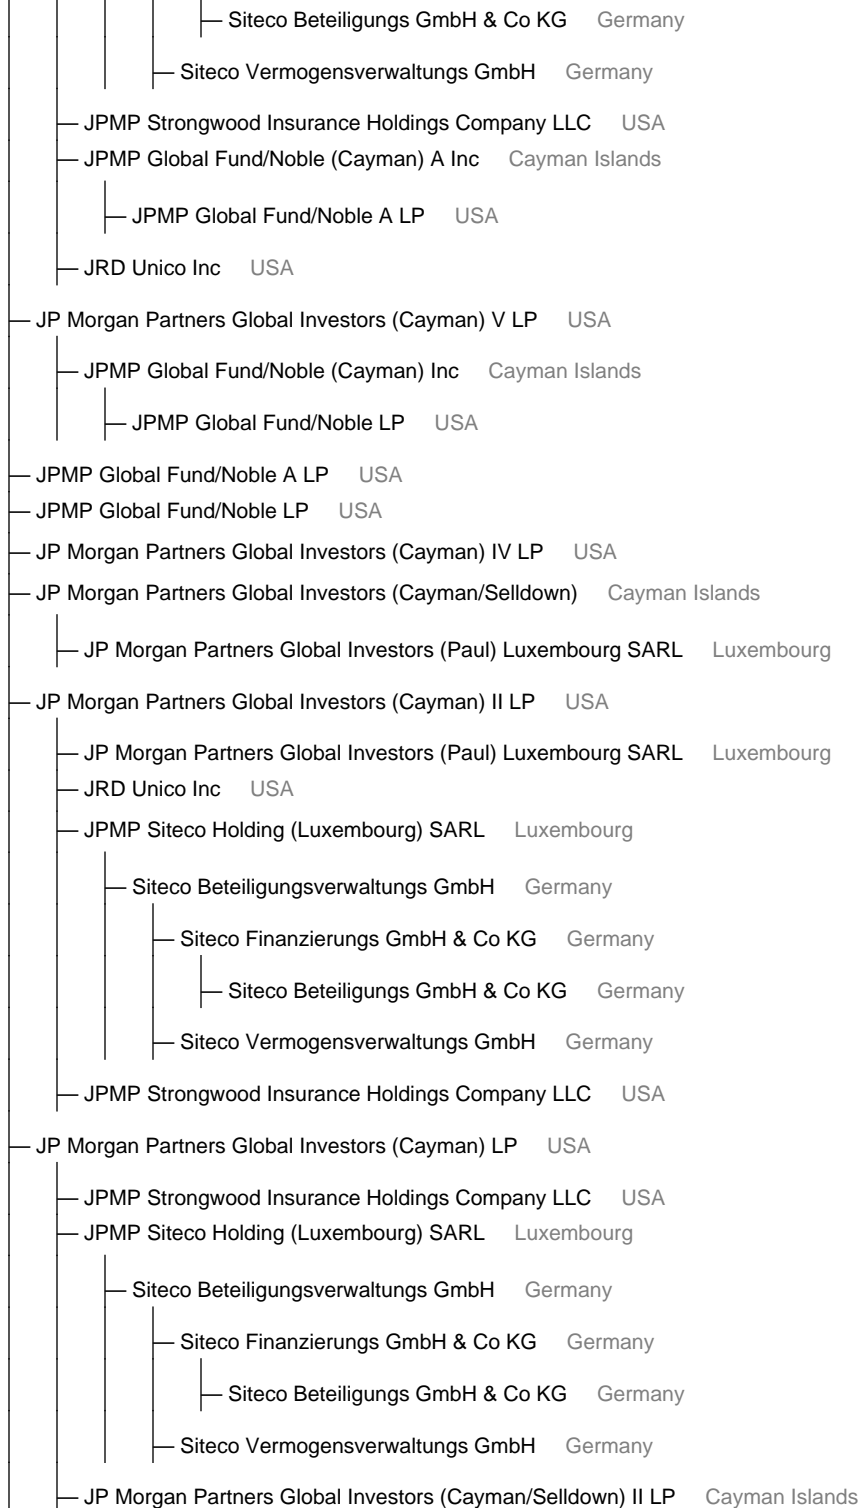 Siteco Beteiligungs GmbH & Co KG Germany
Siteco Vermogensverwaltungs GmbH Germany
JPMP Strongwood Insurance Holdings Company LLC USA
JPMP Global Fund/Noble (Cayman) A Inc Cayman Islands
JPMP Global Fund/Noble A LP USA
JRD Unico Inc USA
JP Morgan Partners Global Investors (Cayman) V LP USA
JPMP Global Fund/Noble (Cayman) Inc Cayman Islands
JPMP Global Fund/Noble LP USA
JPMP Global Fund/Noble A LP USA
JPMP Global Fund/Noble LP USA
JP Morgan Partners Global Investors (Cayman) IV LP USA
JP Morgan Partners Global Investors (Cayman/Selldown) Cayman Islands
JP Morgan Partners Global Investors (Paul) Luxembourg SARL Luxembourg
JP Morgan Partners Global Investors (Cayman) II LP USA
JP Morgan Partners Global Investors (Paul) Luxembourg SARL Luxembourg
JRD Unico Inc USA
JPMP Siteco Holding (Luxembourg) SARL Luxembourg
Siteco Beteiligungsverwaltungs GmbH Germany
Siteco Finanzierungs GmbH & Co KG Germany
Siteco Beteiligungs GmbH & Co KG Germany
Siteco Vermogensverwaltungs GmbH Germany
JPMP Strongwood Insurance Holdings Company LLC USA
JP Morgan Partners Global Investors (Cayman) LP USA
JPMP Strongwood Insurance Holdings Company LLC USA
JPMP Siteco Holding (Luxembourg) SARL Luxembourg
Siteco Beteiligungsverwaltungs GmbH Germany
Siteco Finanzierungs GmbH & Co KG Germany
Siteco Beteiligungs GmbH & Co KG Germany
Siteco Vermogensverwaltungs GmbH Germany
JP Morgan Partners Global Investors (Cayman/Selldown) II LP Cayman Islands